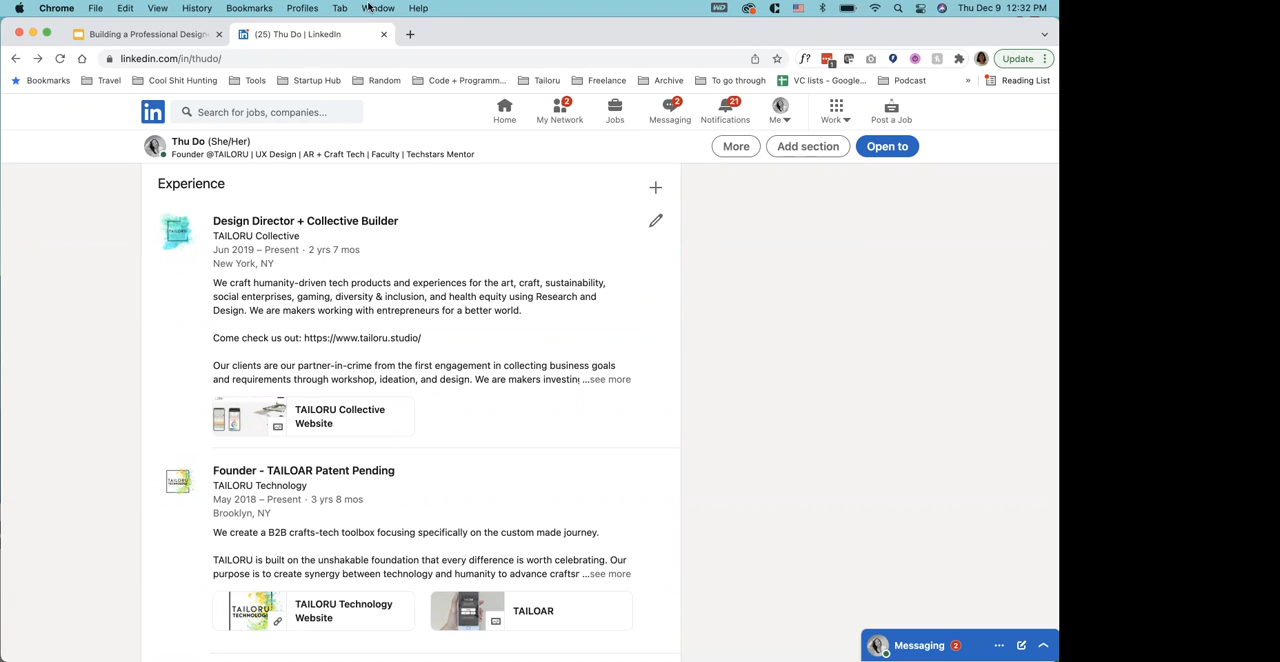 Chrome File Edit View History Bookmarks Profiles Tab Window Help Thu Dec 9 12:32 PM
Building a Professional Design (25) Thu Do | LinkedIn
linkedin.com/in/thudo/ Update
Bookmarks Travel Cool Shit Hunting Tools Startup Hub Random Code + Programm... Tailoru Freelance Archive To go through VC lists - Google... Podcast » Reading List
in Search for jobs, companies... Home My Network 2 Jobs Messaging 2 Notifications 21 Me Work Post a Job
Thu Do (She/Her)
Founder @TAILORU | UX Design | AR + Craft Tech | Faculty | Techstars Mentor
More Add section Open to
Experience
Design Director + Collective Builder
TAILORU Collective
Jun 2019 – Present · 2 yrs 7 mos
New York, NY
We craft humanity-driven tech products and experiences for the art, craft, sustainability,
social enterprises, gaming, diversity & inclusion, and health equity using Research and
Design. We are makers working with entrepreneurs for a better world.
Come check us out: https://www.tailoru.studio/
Our clients are our partner-in-crime from the first engagement in collecting business goals
and requirements through workshop, ideation, and design. We are makers investing ...see more
TAILORU Collective
Website
Founder - TAILOAR Patent Pending
TAILORU Technology
May 2018 – Present · 3 yrs 8 mos
Brooklyn, NY
We create a B2B crafts-tech toolbox focusing specifically on the custom made journey.
TAILORU is built on the unshakable foundation that every difference is worth celebrating. Our
purpose is to create synergy between technology and humanity to advance craftsr ...see more
TAILORU Technology
Website
TAILOAR
Messaging 2